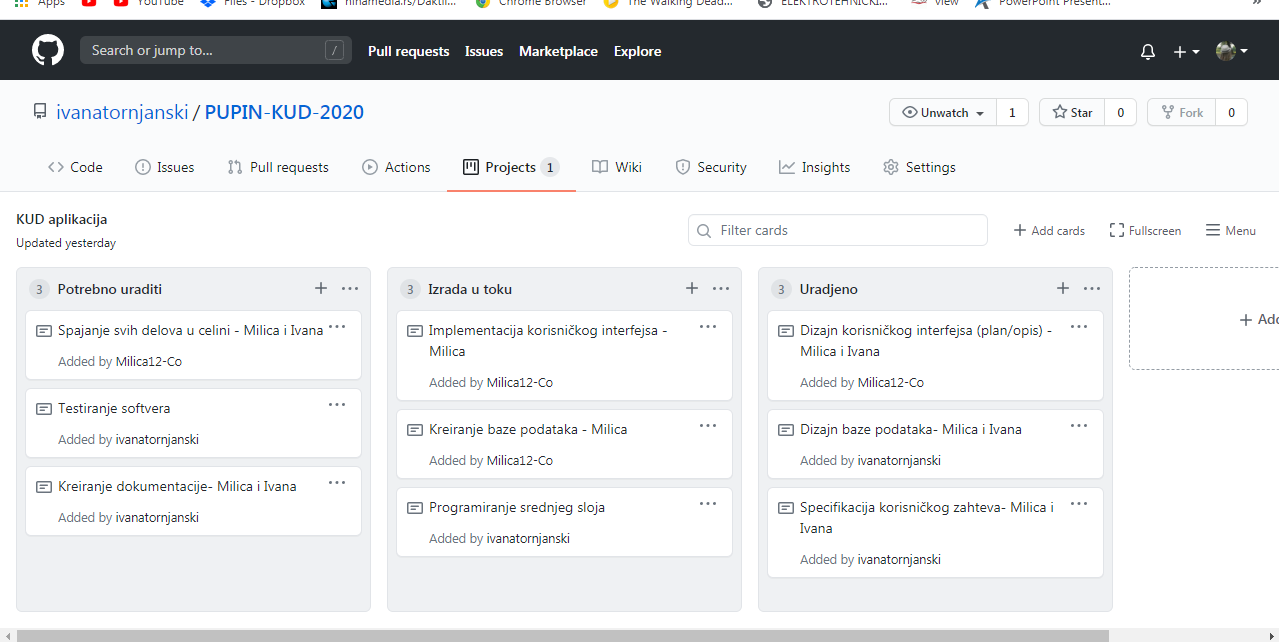 Apps
YouTube
Files - Dropbox
ninamedia.rs/Daktil...
Chrome Browser
The Walking Dead...
ELEKTROTEHNIČKI...
View
PowerPoint Present...
»
Search or jump to...
/
Pull requests
Issues
Marketplace
Explore
ivanatornjanski / PUPIN-KUD-2020
Unwatch
1
Star
0
Fork
0
Code
Issues
Pull requests
Actions
Projects 1
Wiki
Security
Insights
Settings
KUD aplikacija
Updated yesterday
Filter cards
Add cards
Fullscreen
Menu
3 Potrebno uraditi
Spajanje svih delova u celini - Milica i Ivana
Added by Milica12-Co
Testiranje softvera
Added by ivanatornjanski
Kreiranje dokumentacije- Milica i Ivana
Added by ivanatornjanski
3 Izrada u toku
Implementacija korisničkog interfejsa -
Milica
Added by Milica12-Co
Kreiranje baze podataka - Milica
Added by Milica12-Co
Programiranje srednjeg sloja
Added by ivanatornjanski
3 Uradjeno
Dizajn korisničkog interfejsa (plan/opis) -
Milica i Ivana
Added by Milica12-Co
Dizajn baze podataka- Milica i Ivana
Added by ivanatornjanski
Specifikacija korisničkog zahteva- Milica i
Ivana
Added by ivanatornjanski